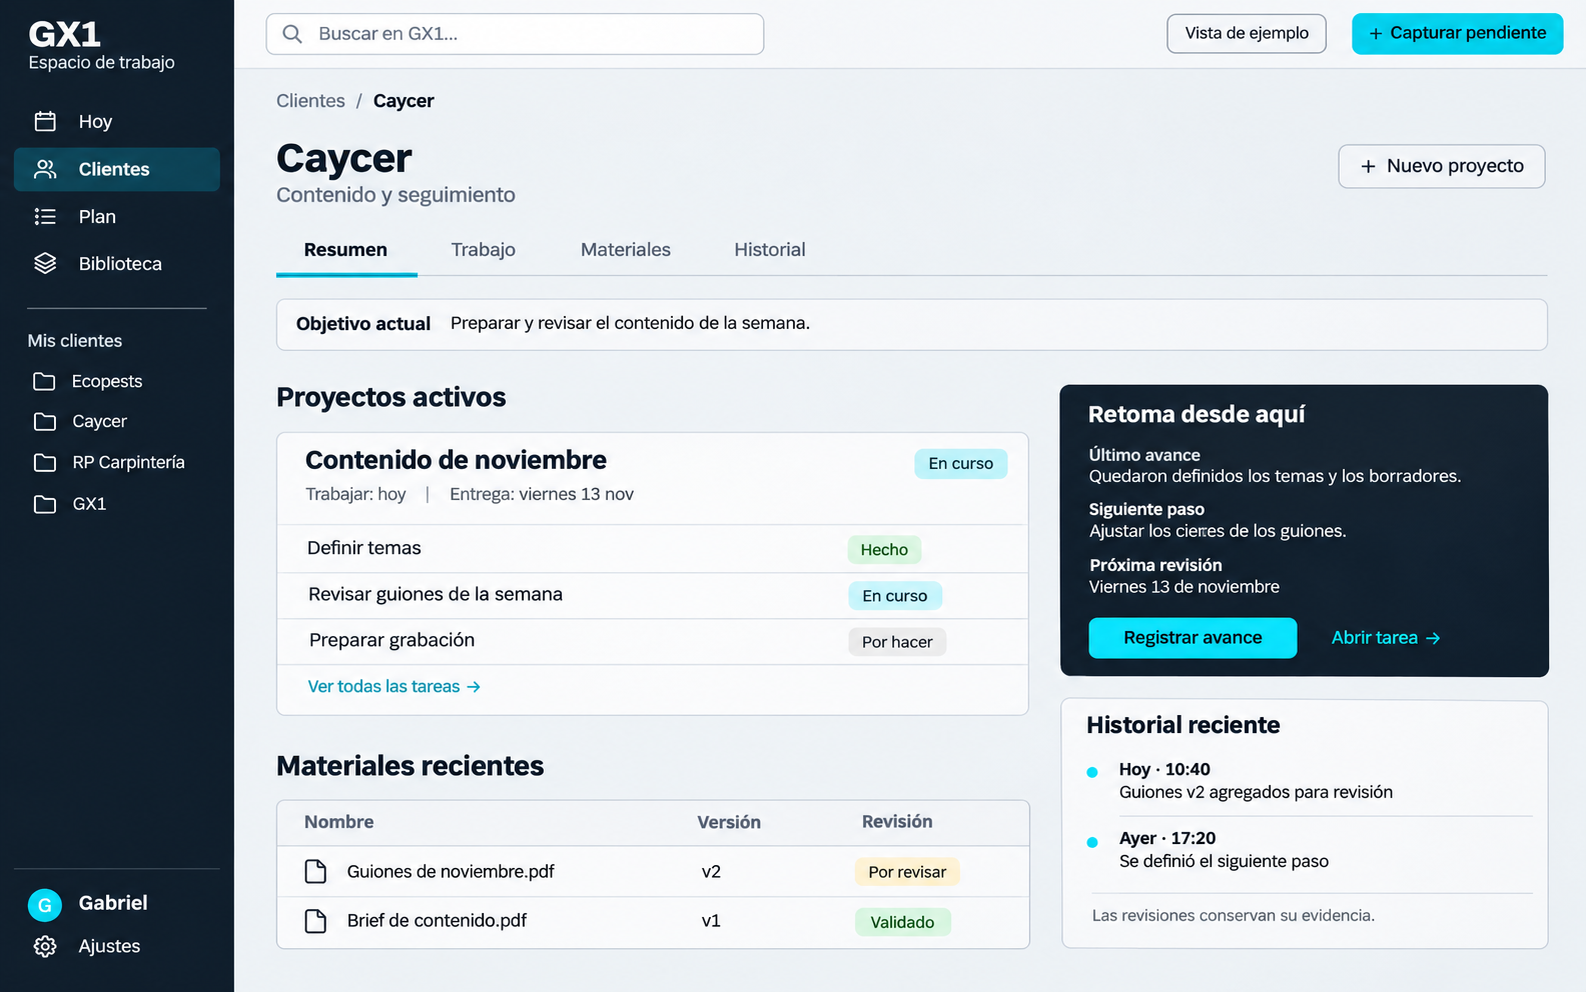 GX1
Espacio de trabajo
Hoy
Clientes
Plan
Biblioteca
Mis clientes
Ecopests
Caycer
RP Carpintería
GX1
G Gabriel
Ajustes
Buscar en GX1...
Vista de ejemplo
+ Capturar pendiente
Clientes / Caycer
Caycer
Contenido y seguimiento
+ Nuevo proyecto
Resumen Trabajo Materiales Historial
Objetivo actual Preparar y revisar el contenido de la semana.
Proyectos activos
Contenido de noviembre En curso
Trabajar: hoy | Entrega: viernes 13 nov
Definir temas Hecho
Revisar guiones de la semana En curso
Preparar grabación Por hacer
Ver todas las tareas →
Materiales recientes
Nombre Versión Revisión
Guiones de noviembre.pdf v2 Por revisar
Brief de contenido.pdf v1 Validado
Retoma desde aquí
Último avance
Quedaron definidos los temas y los borradores.
Siguiente paso
Ajustar los cierres de los guiones.
Próxima revisión
Viernes 13 de noviembre
Registrar avance Abrir tarea →
Historial reciente
Hoy · 10:40
Guiones v2 agregados para revisión
Ayer · 17:20
Se definió el siguiente paso
Las revisiones conservan su evidencia.